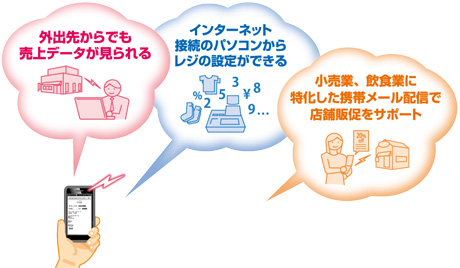 外出先からでも
売上データが見られる
インターネット
接続のパソコンから
レジの設定ができる
% 2 5 3 ¥ 8 9 …
小売業、飲食業に
特化した携帯メール配信で
店舗販促をサポート
20%
off